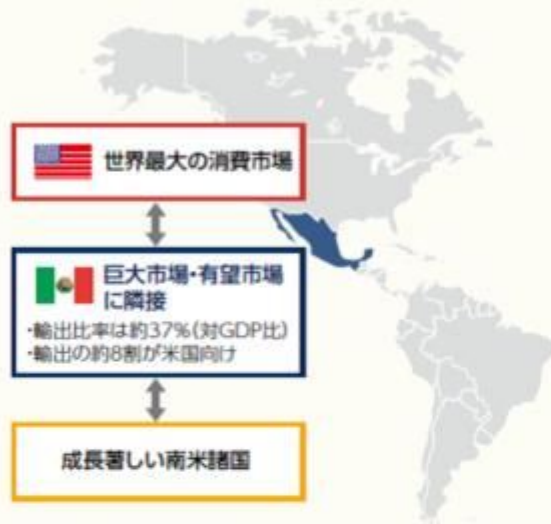 世界最大の消費市場
巨大市場・有望市場
に隣接
・輸出比率は約37%(対GDP比)
・輸出の約8割が米国向け
成長著しい南米諸国